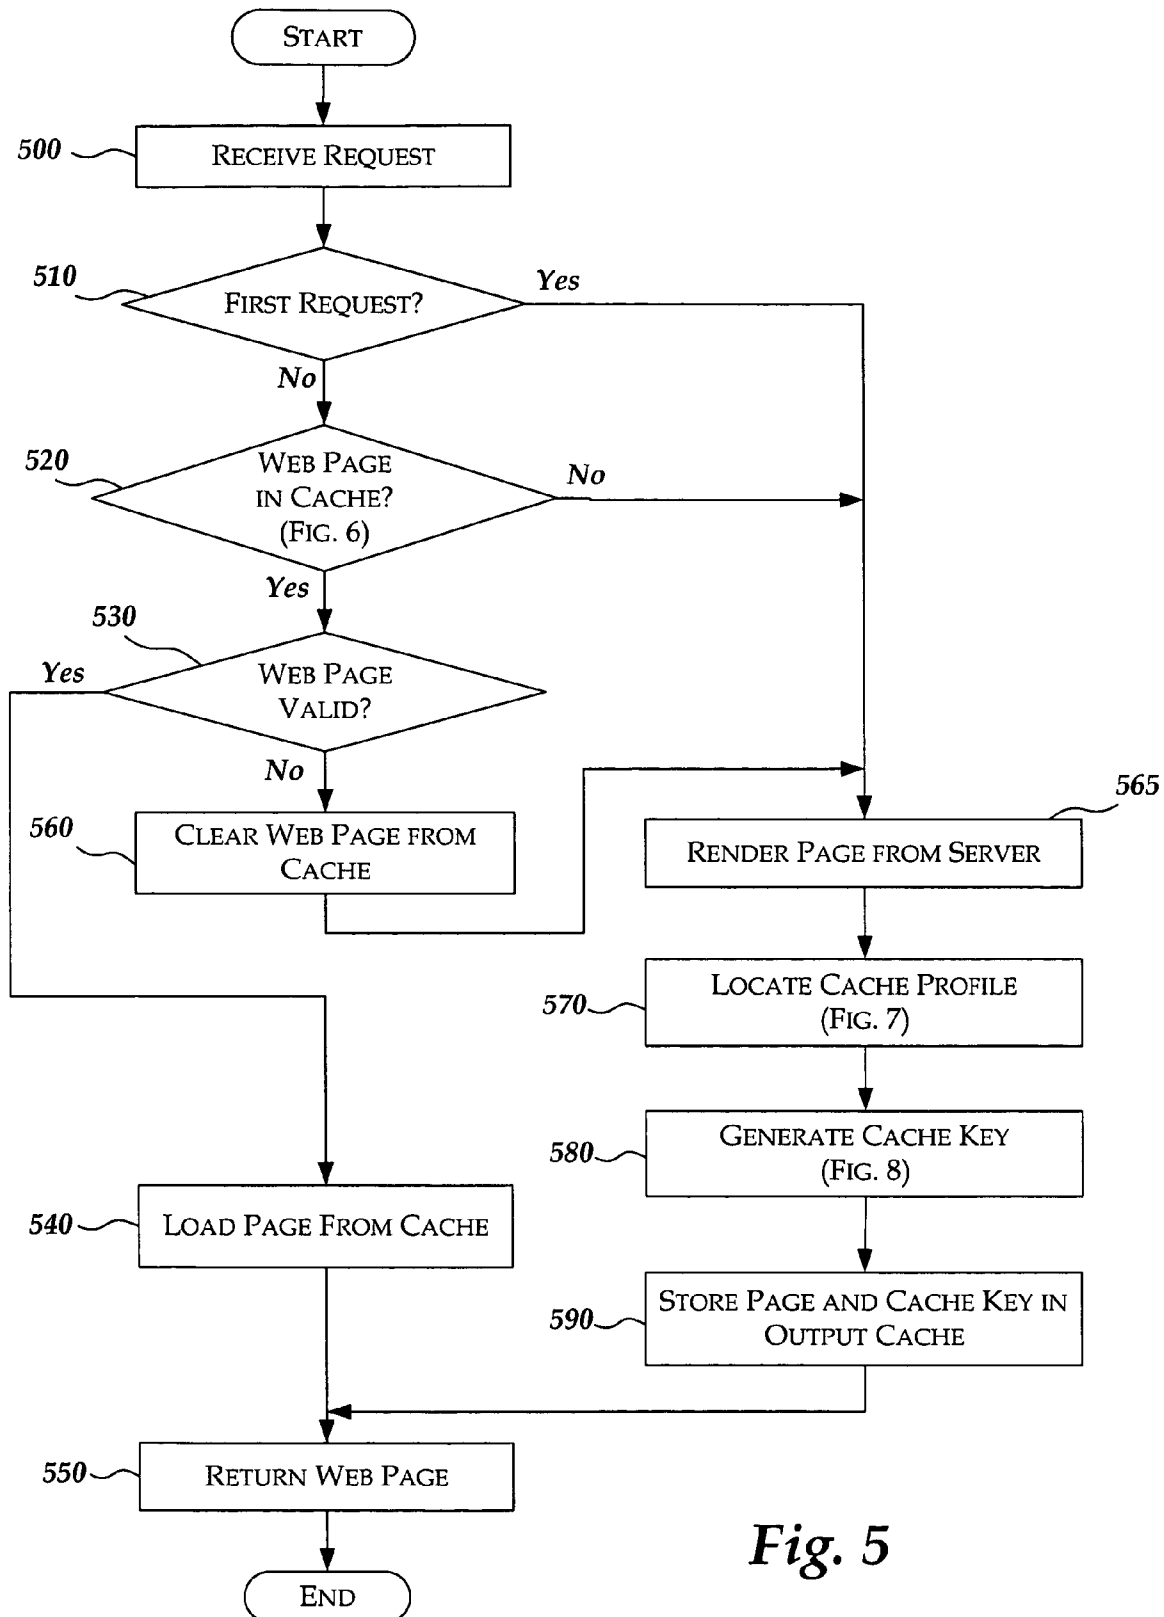 START
500
RECEIVE REQUEST
510
FIRST REQUEST?
Yes
No
520
WEB PAGE
IN CACHE?
(FIG. 6)
No
Yes
530
Yes
WEB PAGE
VALID?
No
560
CLEAR WEB PAGE FROM
CACHE
565
RENDER PAGE FROM SERVER
570
LOCATE CACHE PROFILE
(FIG. 7)
580
GENERATE CACHE KEY
(FIG. 8)
540
LOAD PAGE FROM CACHE
590
STORE PAGE AND CACHE KEY IN
OUTPUT CACHE
550
RETURN WEB PAGE
END
Fig. 5